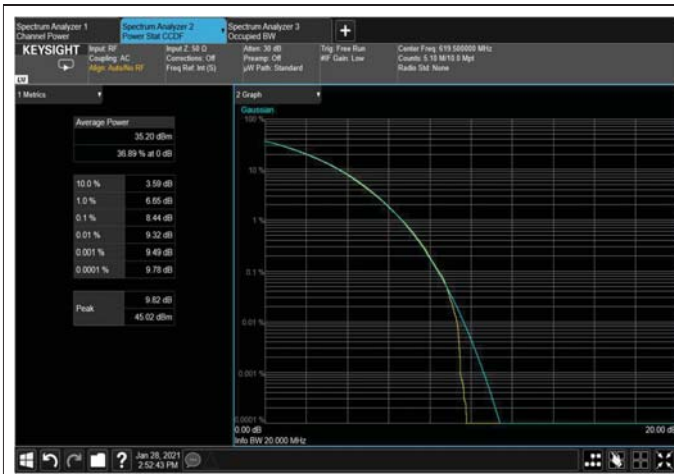 Spectrum Analyzer 1
Channel Power
Spectrum Analyzer 2
Power Stat CCDF
Spectrum Analyzer 3
Occupied BW
KEYSIGHT
Input: RF
Coupling: AC
Align: Auto/No RF
Input Z: 50 Ω
Corrections: Off
Freq Ref: Int (S)
Atten: 30 dB
Preamp: Off
µW Path: Standard
Trig: Free Run
#IF Gain: Low
Center Freq: 619.500000 MHz
Counts: 5.10 M/10.0 Mpt
Radio Std: None
LV
1 Metrics
Average Power
35.20 dBm
36.89 % at 0 dB
10.0 % 3.59 dB
1.0 % 6.65 dB
0.1 % 8.44 dB
0.01 % 9.32 dB
0.001 % 9.49 dB
0.0001 % 9.78 dB
Peak
9.82 dB
45.02 dBm
2 Graph
Gaussian
100 %
10 %
1 %
0.1 %
0.01 %
0.001 %
0.0001 %
0.00 dB
20.00 dB
Info BW 20.000 MHz
Jan 28, 2021
2:52:43 PM